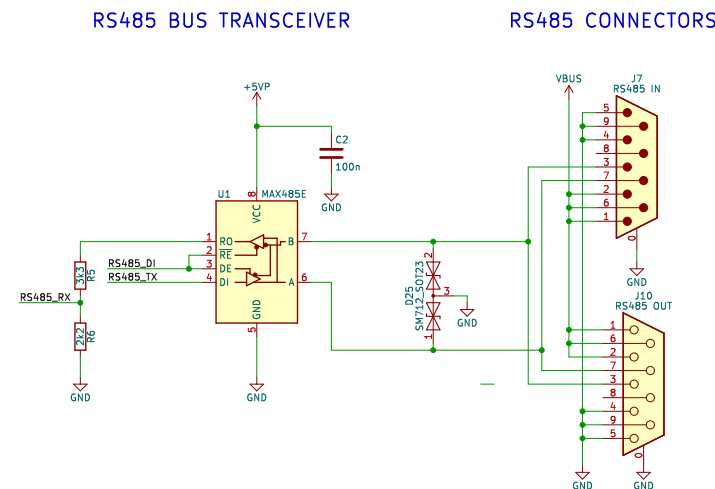 RS485 BUS TRANSCEIVER
RS485 CONNECTORS
+5VP
VBUS
J7
RS485 IN
5
9
4
8
3
7
2
6
1
0
GND
C2
100n
GND
U1
MAX485E
8
VCC
1 RO
2 RE
3 DE
4 DI
B 7
A 6
GND
5
GND
RS485_DI
RS485_TX
RS485_RX
3k3
R5
2k2
R6
GND
D25
SM712_SOT23
2
3
1
GND
J10
RS485 OUT
1
6
2
7
3
8
4
9
5
0
GND
GND